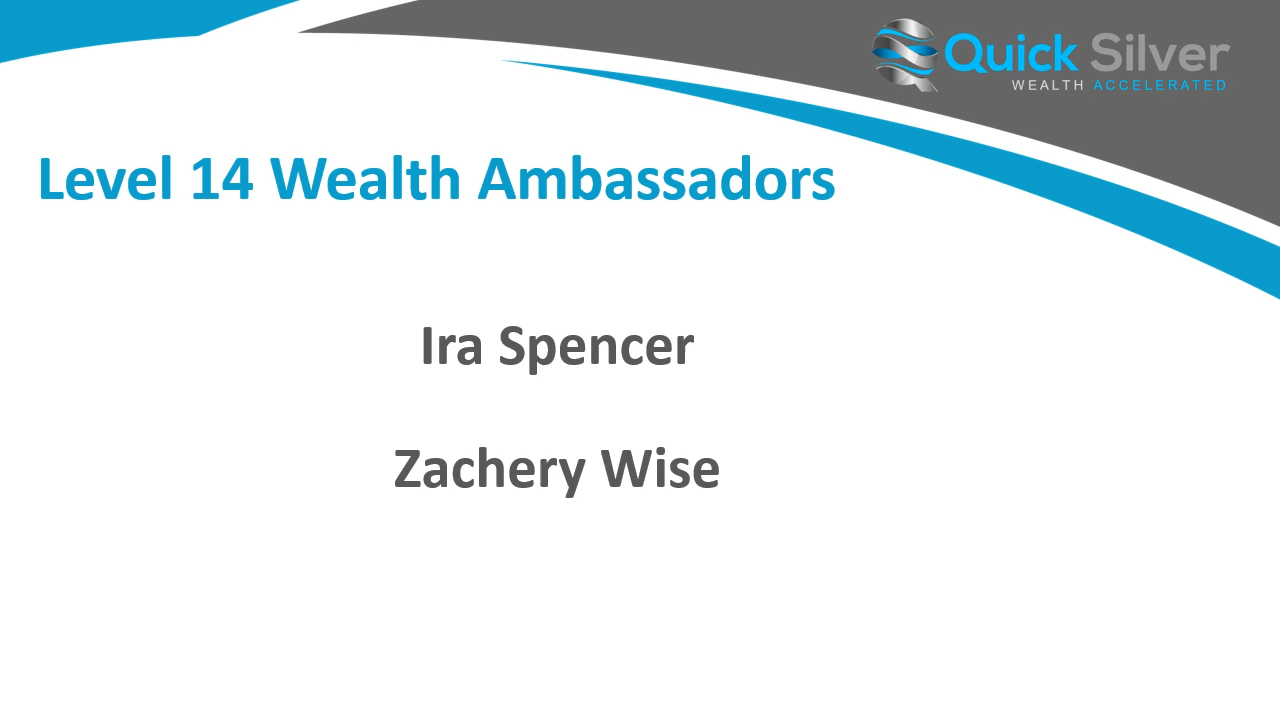 Quick Silver
WEALTH ACCELERATED
Level 14 Wealth Ambassadors
Ira Spencer
Zachery Wise